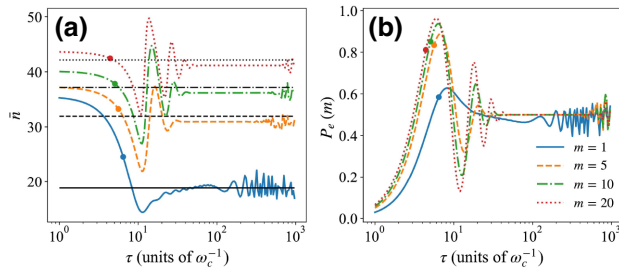 (a)
50
40
30
20
n̄
10⁰ 10¹ 10² 10³
τ (units of ω_c⁻¹)
(b)
1.0
0.8
0.6
0.4
0.2
0.0
P_e (m)
m = 1
m = 5
m = 10
m = 20
10⁰ 10¹ 10² 10³
τ (units of ω_c⁻¹)